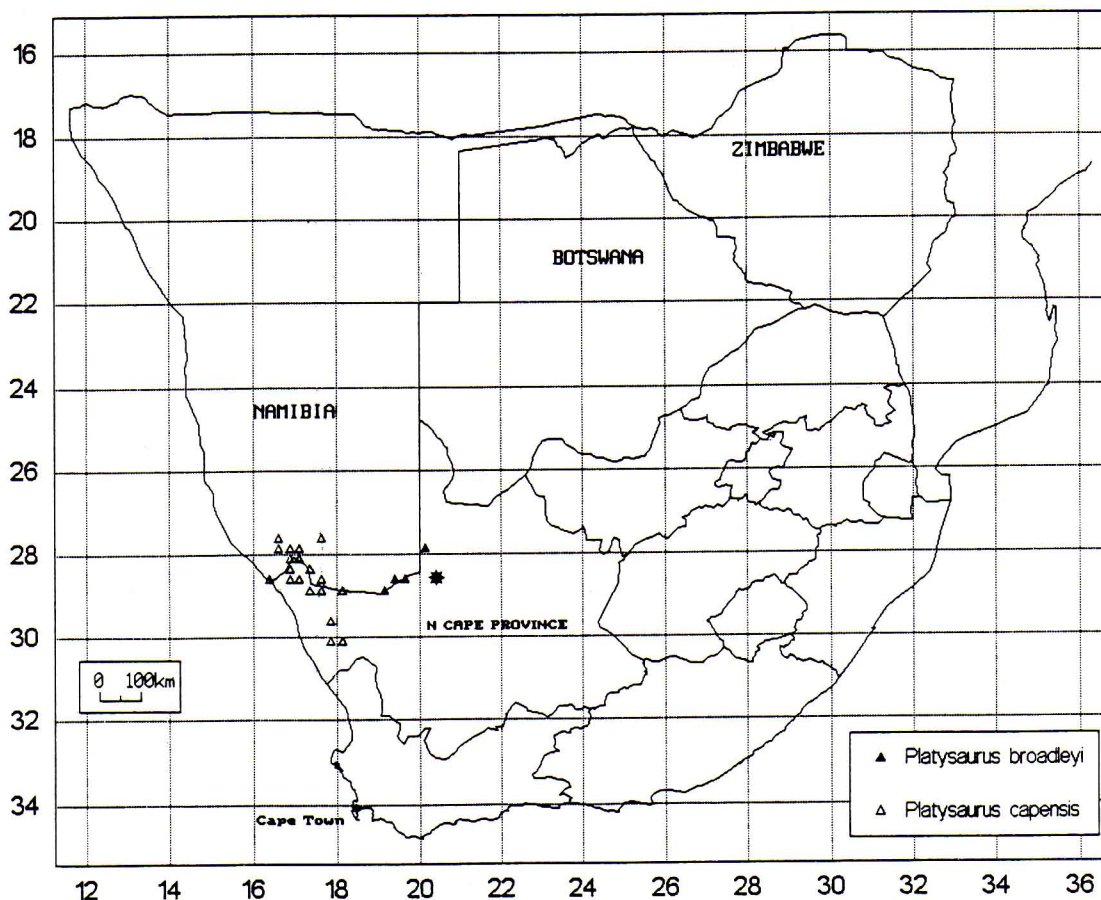 16
18
ZIMBABWE
20
BOTSWANA
22
24
NAMIBIA
26
28
N CAPE PROVINCE
30
0 100km
32
Platysaurus broadleyi
34
Cape Town
Platysaurus capensis
12 14 16 18 20 22 24 26 28 30 32 34 36